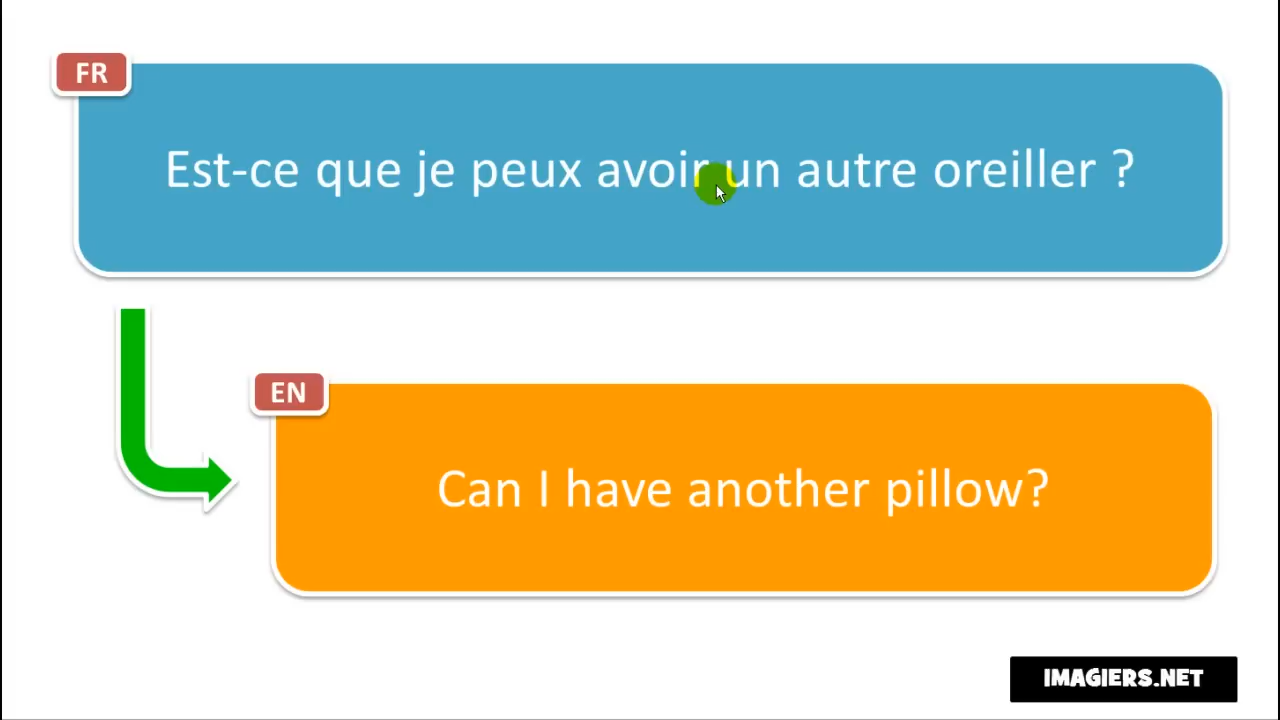 FR
Est-ce que je peux avoir un autre oreiller ?
EN
Can I have another pillow?
IMAGIERS.NET